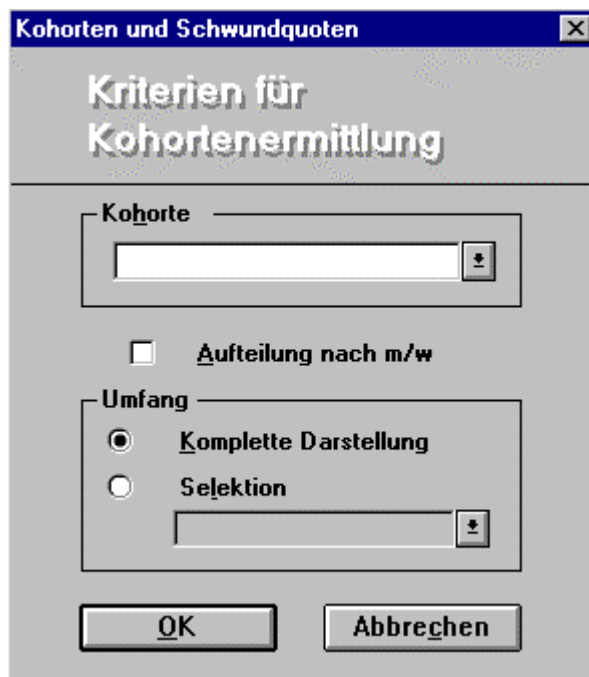 Kohorten und Schwundquoten
Kriterien für
Kohortenermittlung
Kohorte
Aufteilung nach m/w
Umfang
Komplette Darstellung
Selektion
OK
Abbrechen